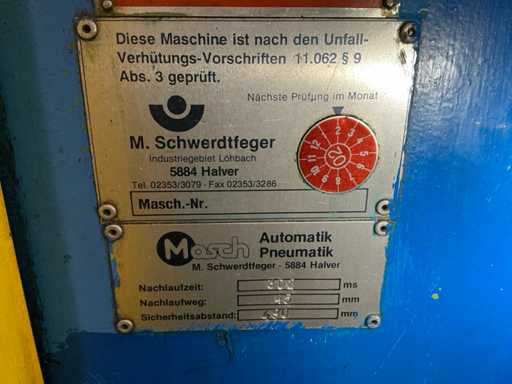 Diese Maschine ist nach den Unfall-
Verhütungs-Vorschriften 11.062 § 9
Abs. 3 geprüft.
Nächste Prüfung im Monat
M. Schwerdtfeger
Industriegebiet Löhbach
5884 Halver
Tel. 02353/3079 - Fax 02353/3286
Masch.-Nr.
Masch Automatik
Pneumatik
M. Schwerdtfeger - 5884 Halver
Nachlaufzeit: ms
Nachlaufweg: mm
Sicherheitsabstand: mm